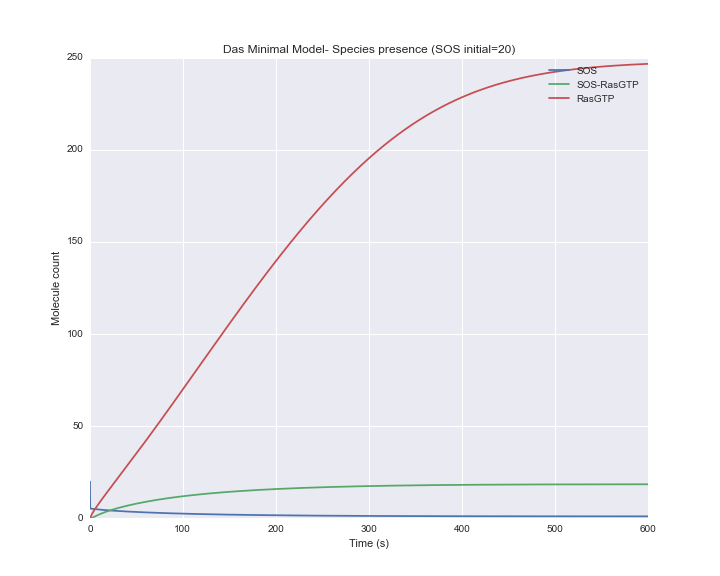 Das Minimal Model- Species presence (SOS initial=20)
250
200
150
100
50
0
Molecule count
SOS
SOS-RasGTP
RasGTP
0 100 200 300 400 500 600
Time (s)